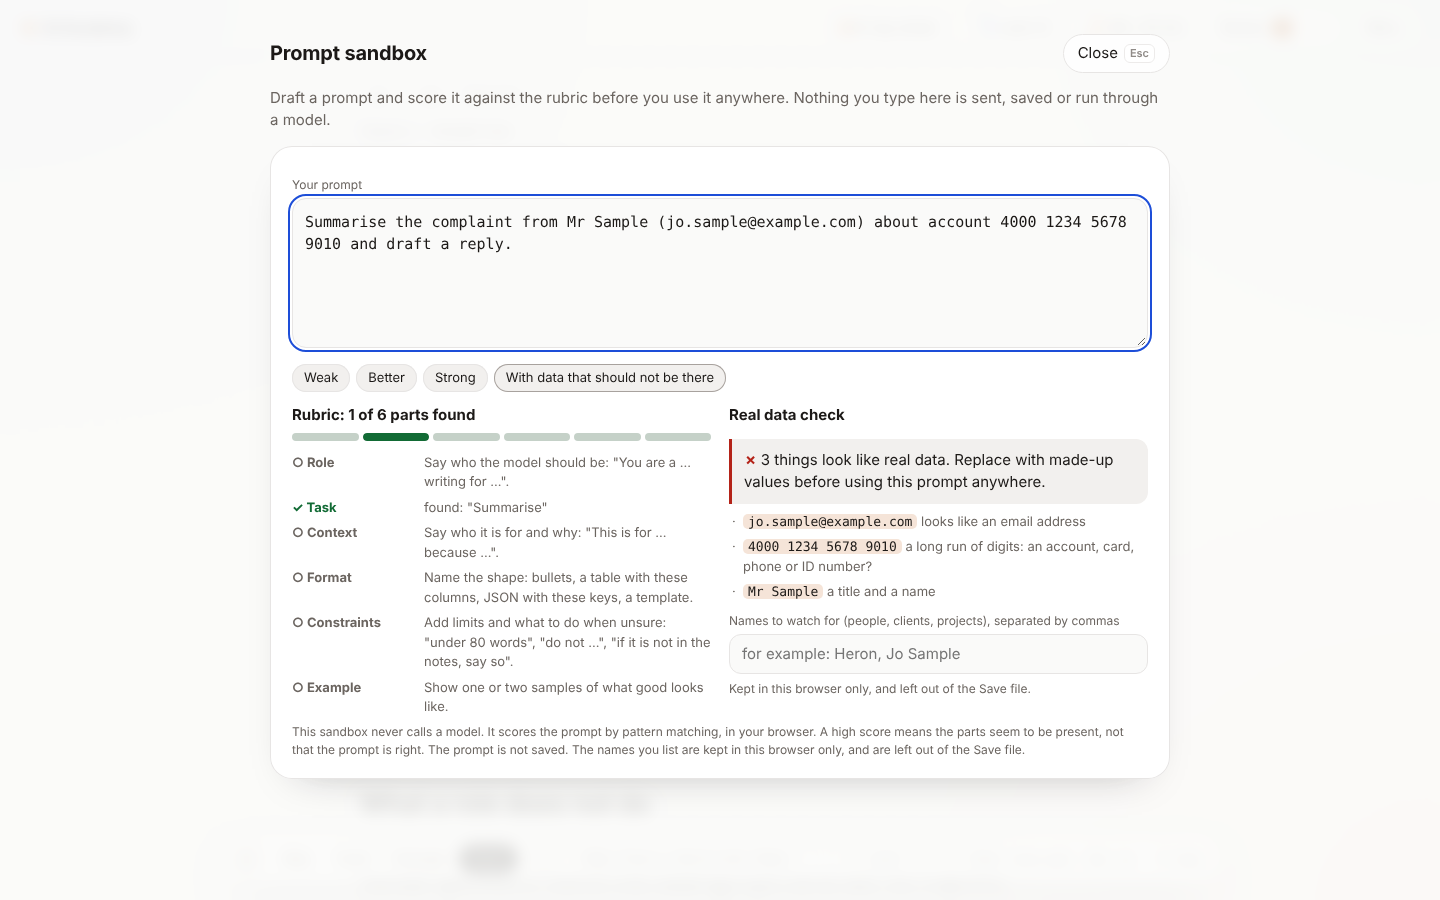 Prompt sandbox
Close Esc
Draft a prompt and score it against the rubric before you use it anywhere. Nothing you type here is sent, saved or run through
a model.
Your prompt
Summarise the complaint from Mr Sample (jo.sample@example.com) about account 4000 1234 5678
9010 and draft a reply.
Weak Better Strong With data that should not be there
Rubric: 1 of 6 parts found
Role Say who the model should be: "You are a ...
writing for ...".
✓ Task found: "Summarise"
Context Say who it is for and why: "This is for ...
because ...".
Format Name the shape: bullets, a table with these
columns, JSON with these keys, a template.
Constraints Add limits and what to do when unsure:
"under 80 words", "do not ...", "if it is not in the
notes, say so".
Example Show one or two samples of what good looks
like.
Real data check
× 3 things look like real data. Replace with made-up
values before using this prompt anywhere.
· jo.sample@example.com looks like an email address
· 4000 1234 5678 9010 a long run of digits: an account, card,
phone or ID number?
· Mr Sample a title and a name
Names to watch for (people, clients, projects), separated by commas
for example: Heron, Jo Sample
Kept in this browser only, and left out of the Save file.
This sandbox never calls a model. It scores the prompt by pattern matching, in your browser. A high score means the parts seem to be present, not
that the prompt is right. The prompt is not saved. The names you list are kept in this browser only, and are left out of the Save file.